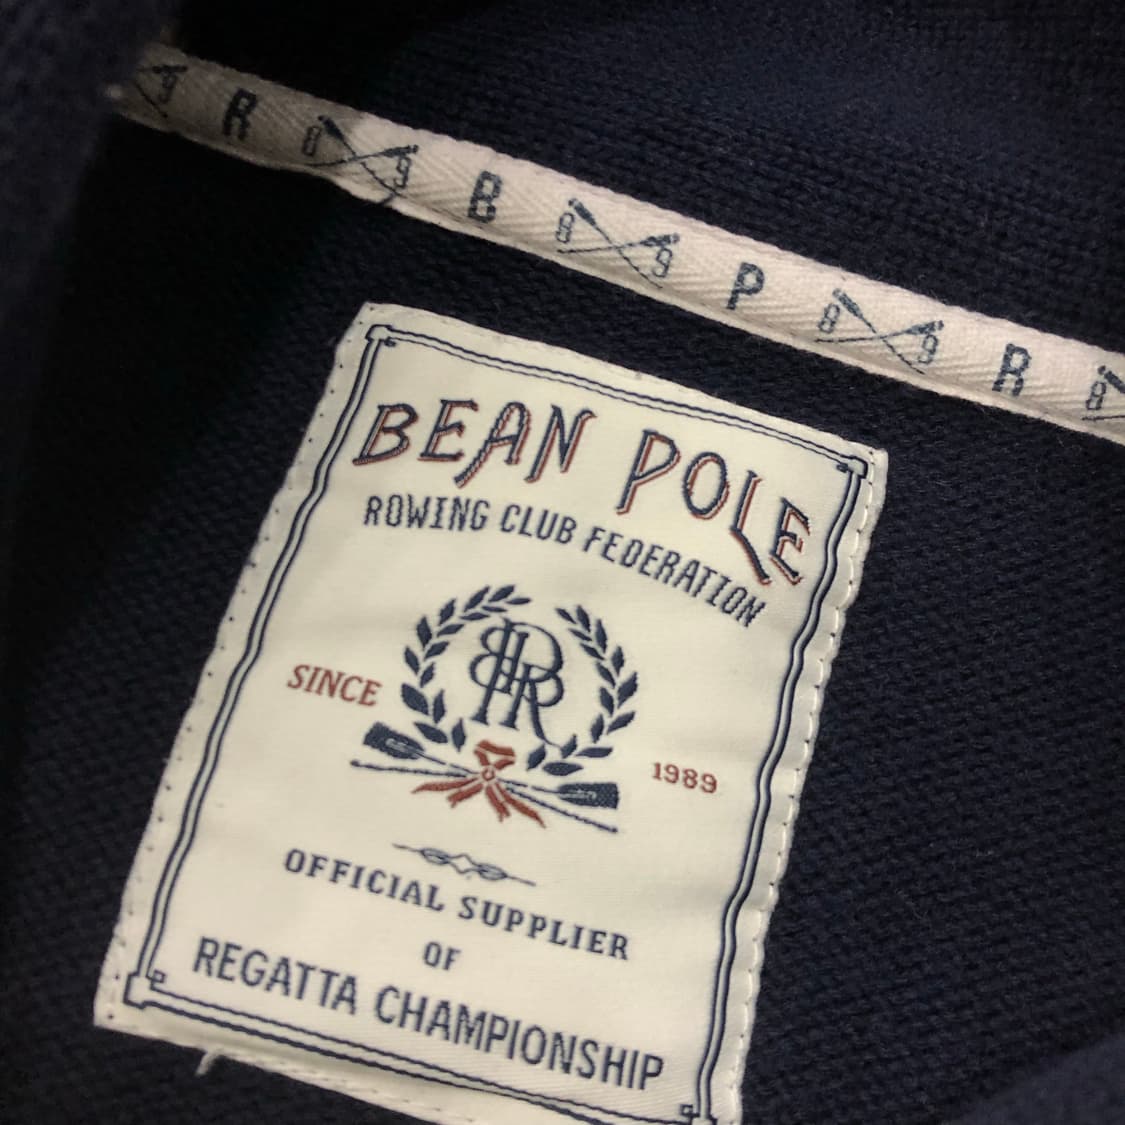 R 8 9 B 8 9 P 8 9 R 8
BEAN POLE
ROWING CLUB FEDERATION
BPR
SINCE 1989
OFFICIAL SUPPLIER
OF
REGATTA CHAMPIONSHIP